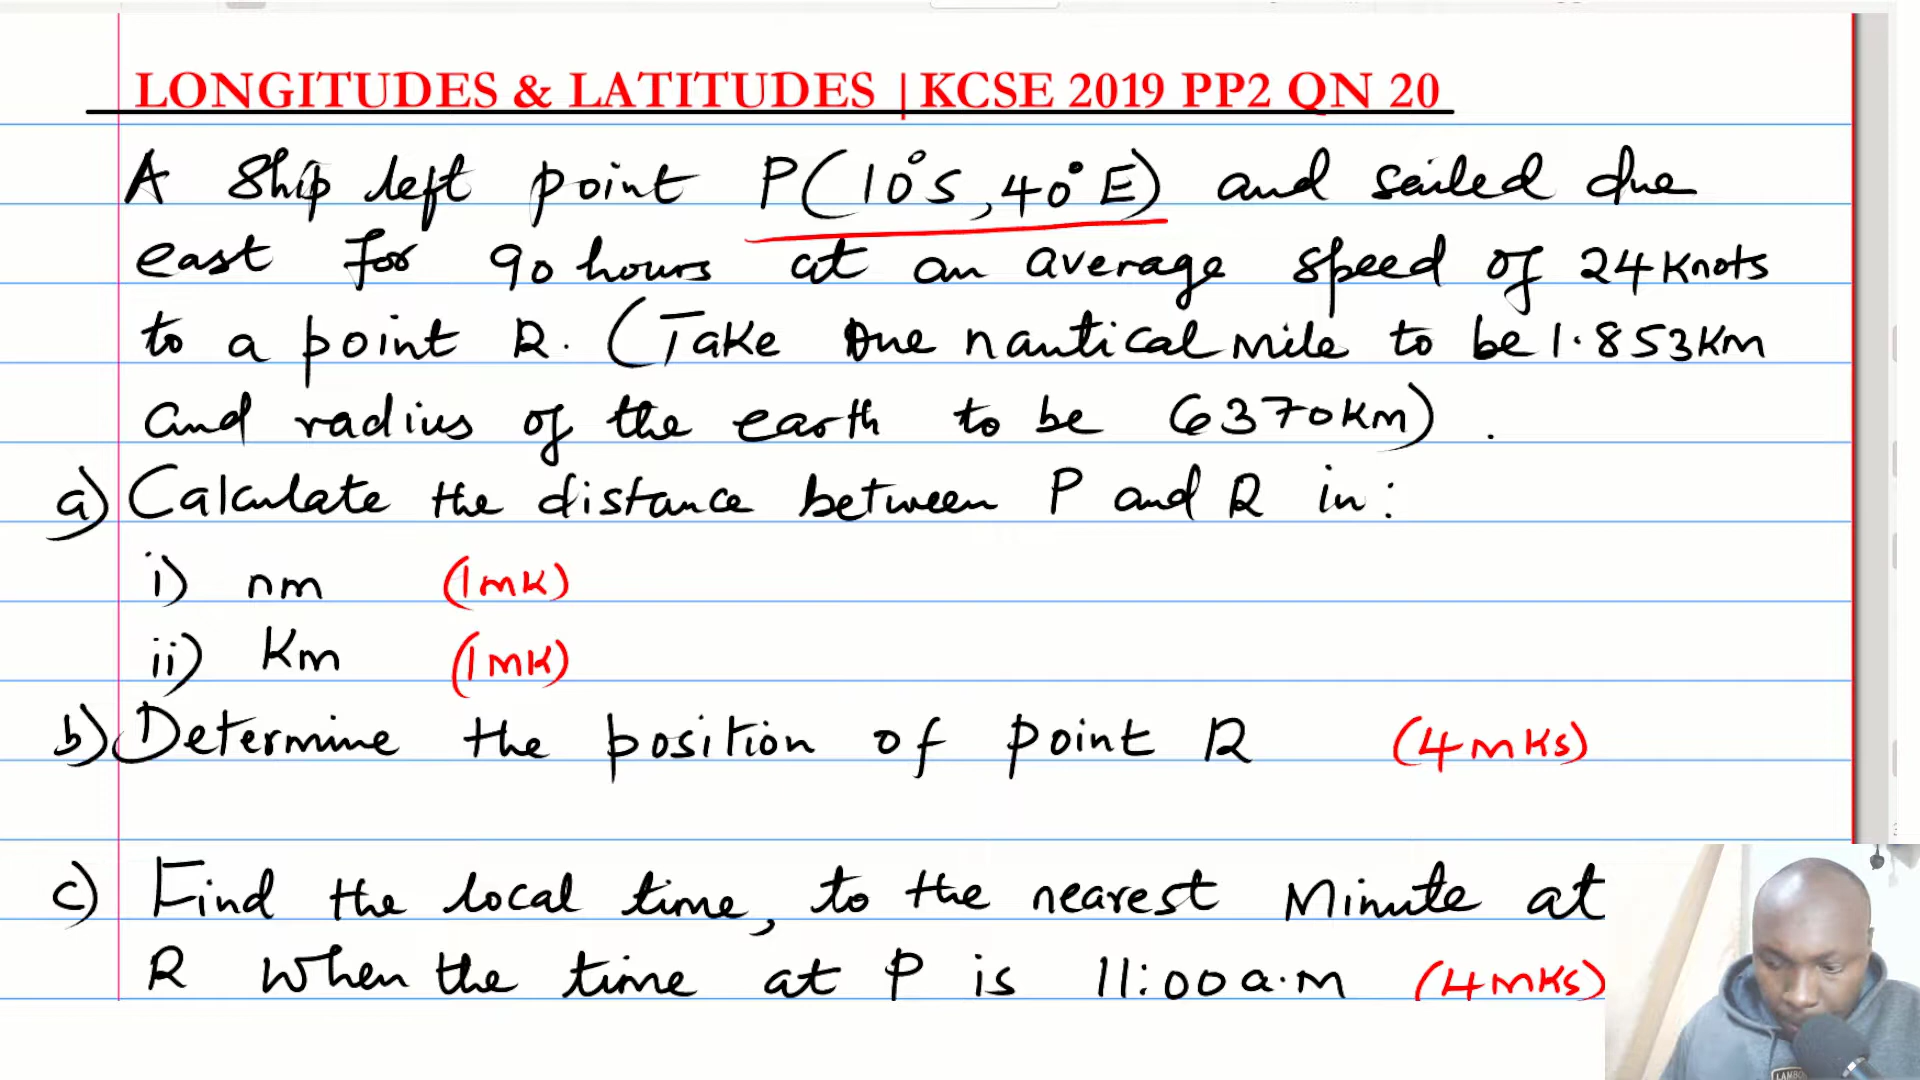 LONGITUDES & LATITUDES | KCSE 2019 PP2 QN 20
A Ship left point P(10°S, 40°E) and sailed due
east for 90 hours at an average speed of 24 Knots
to a point R. (Take One nautical mile to be 1.853Km
and radius of the earth to be 6370Km).
a) Calculate the distance between P and R in:
i) nm (1mk)
ii) Km (1mk)
b) Determine the position of point R (4mks)
c) Find the local time, to the nearest Minute at
R when the time at P is 11:00 a.m (4mks)